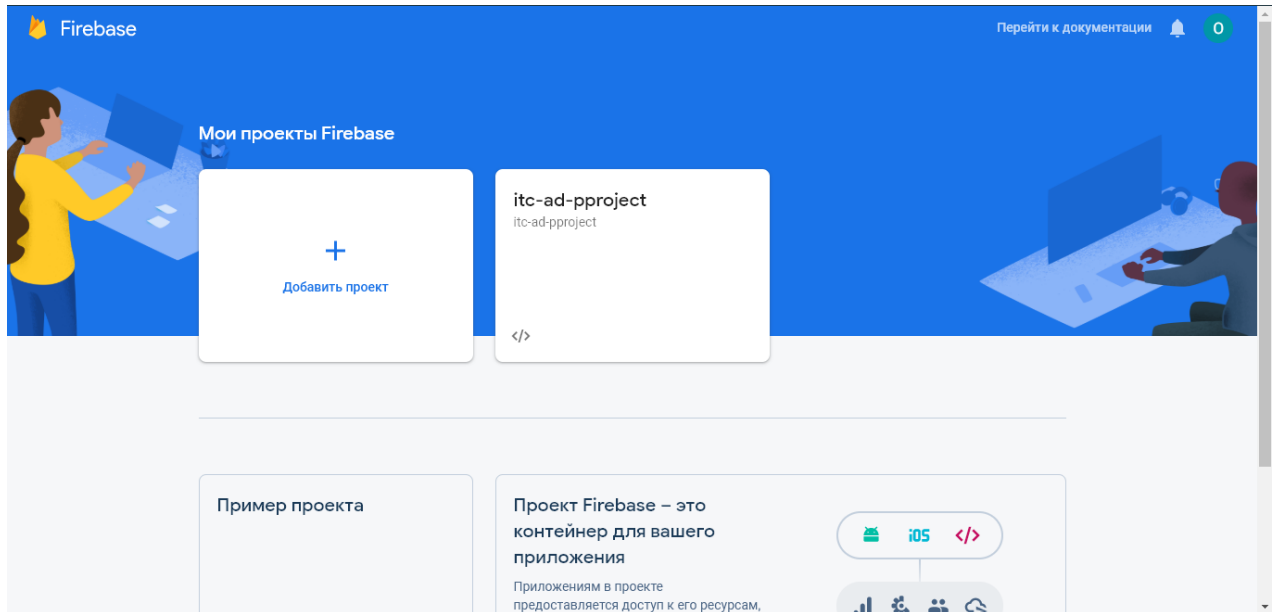 Firebase
Перейти к документации
O
Мои проекты Firebase
Добавить проект
itc-ad-pproject
itc-ad-pproject
</>
Пример проекта
Проект Firebase – это
контейнер для вашего
приложения
Приложениям в проекте
предоставляется доступ к его ресурсам,
iOS </>